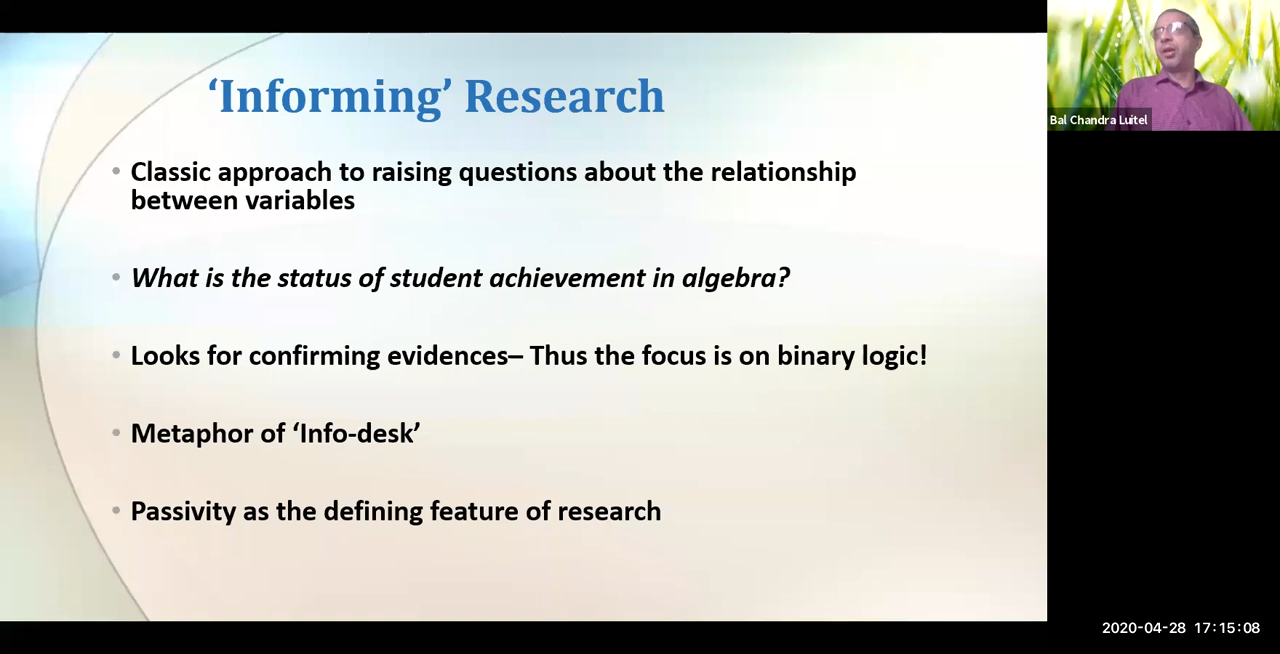 ‘Informing’ Research
• Classic approach to raising questions about the relationship
between variables
• What is the status of student achievement in algebra?
• Looks for confirming evidences– Thus the focus is on binary logic!
• Metaphor of ‘Info-desk’
• Passivity as the defining feature of research
Bal Chandra Luitel
2020-04-28 17:15:08